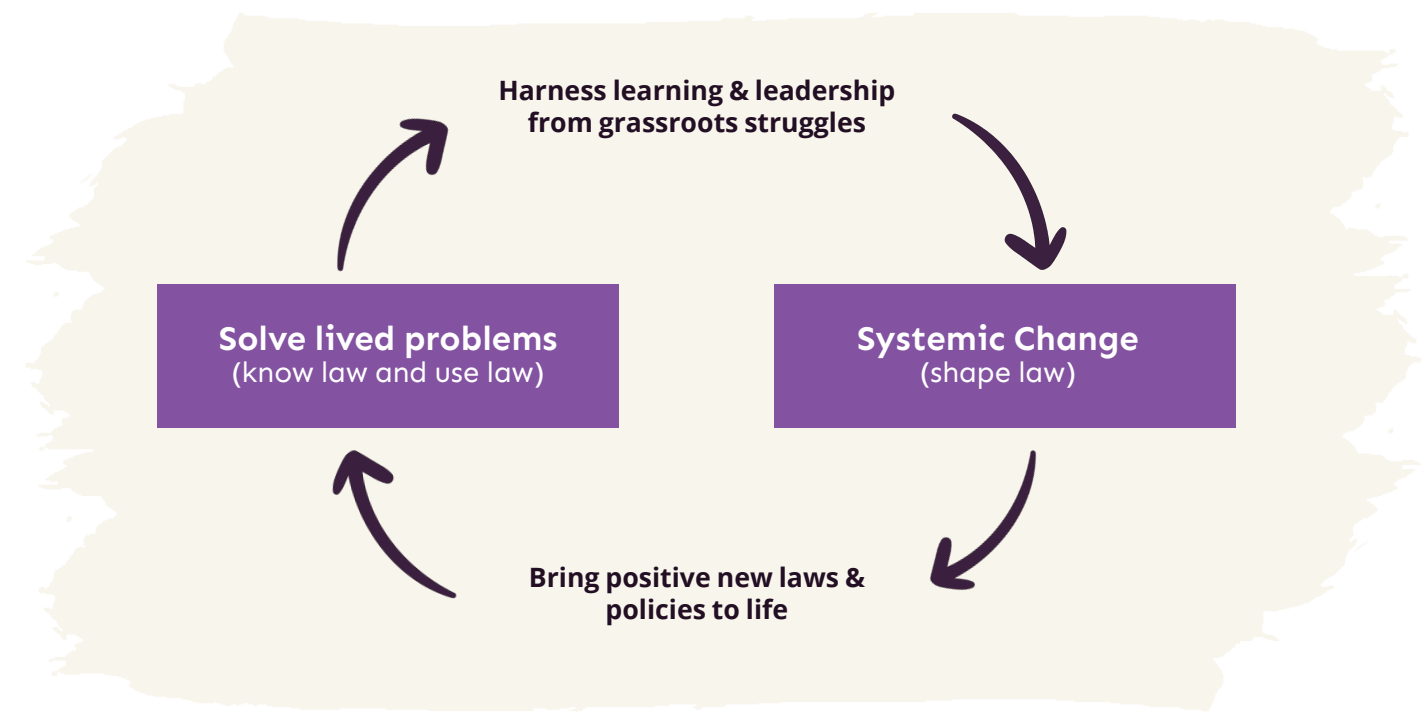 Harness learning & leadership
from grassroots struggles
Solve lived problems
(know law and use law)
Systemic Change
(shape law)
Bring positive new laws &
policies to life